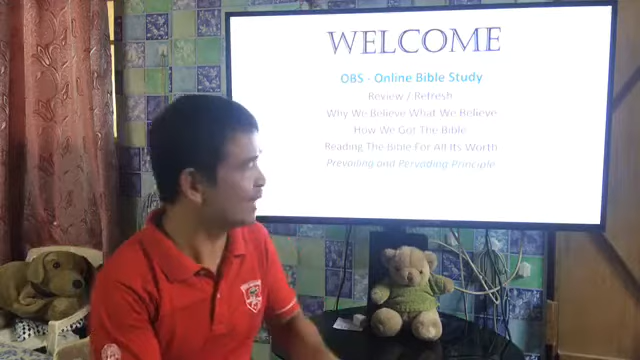 WELCOME
OBS - Online Bible Study
Review / Refresh
Why We Believe What We Believe
How We Got The Bible
Reading The Bible For All Its Worth
Prevailing and Pervading Principle